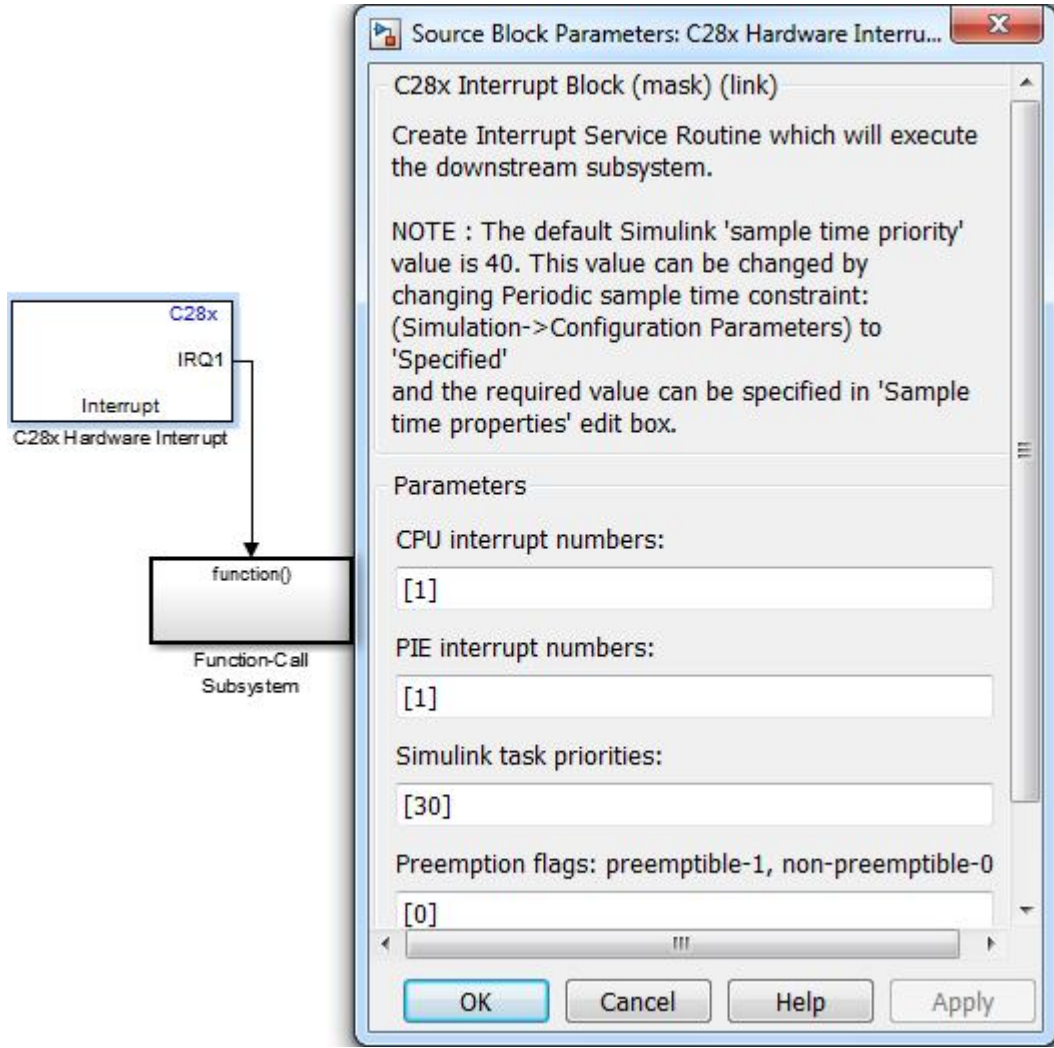 Source Block Parameters: C28x Hardware Interru...
C28x Interrupt Block (mask) (link)
Create Interrupt Service Routine which will execute
the downstream subsystem.
NOTE : The default Simulink 'sample time priority'
value is 40. This value can be changed by
changing Periodic sample time constraint:
(Simulation->Configuration Parameters) to
'Specified'
and the required value can be specified in 'Sample
time properties' edit box.
Parameters
CPU interrupt numbers:
[1]
PIE interrupt numbers:
[1]
Simulink task priorities:
[30]
Preemption flags: preemptible-1, non-preemptible-0
[0]
OK Cancel Help Apply
C28x
IRQ1
Interrupt
C28x Hardware Interrupt
function()
Function-Call
Subsystem